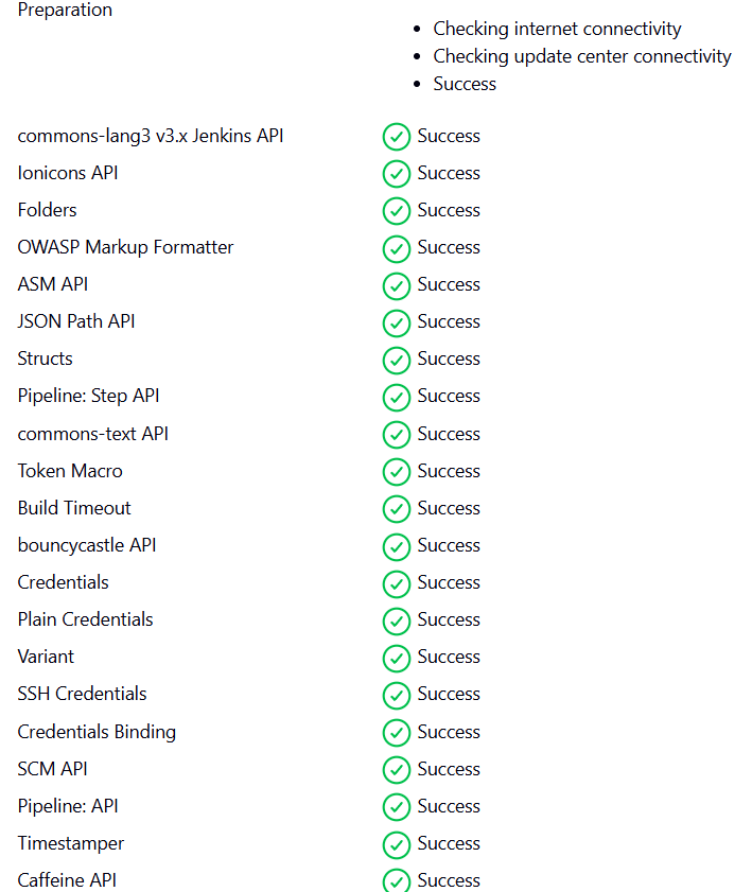 Preparation
• Checking internet connectivity
• Checking update center connectivity
• Success
commons-lang3 v3.x Jenkins API Success
Ionicons API Success
Folders Success
OWASP Markup Formatter Success
ASM API Success
JSON Path API Success
Structs Success
Pipeline: Step API Success
commons-text API Success
Token Macro Success
Build Timeout Success
bouncycastle API Success
Credentials Success
Plain Credentials Success
Variant Success
SSH Credentials Success
Credentials Binding Success
SCM API Success
Pipeline: API Success
Timestamper Success
Caffeine API Success